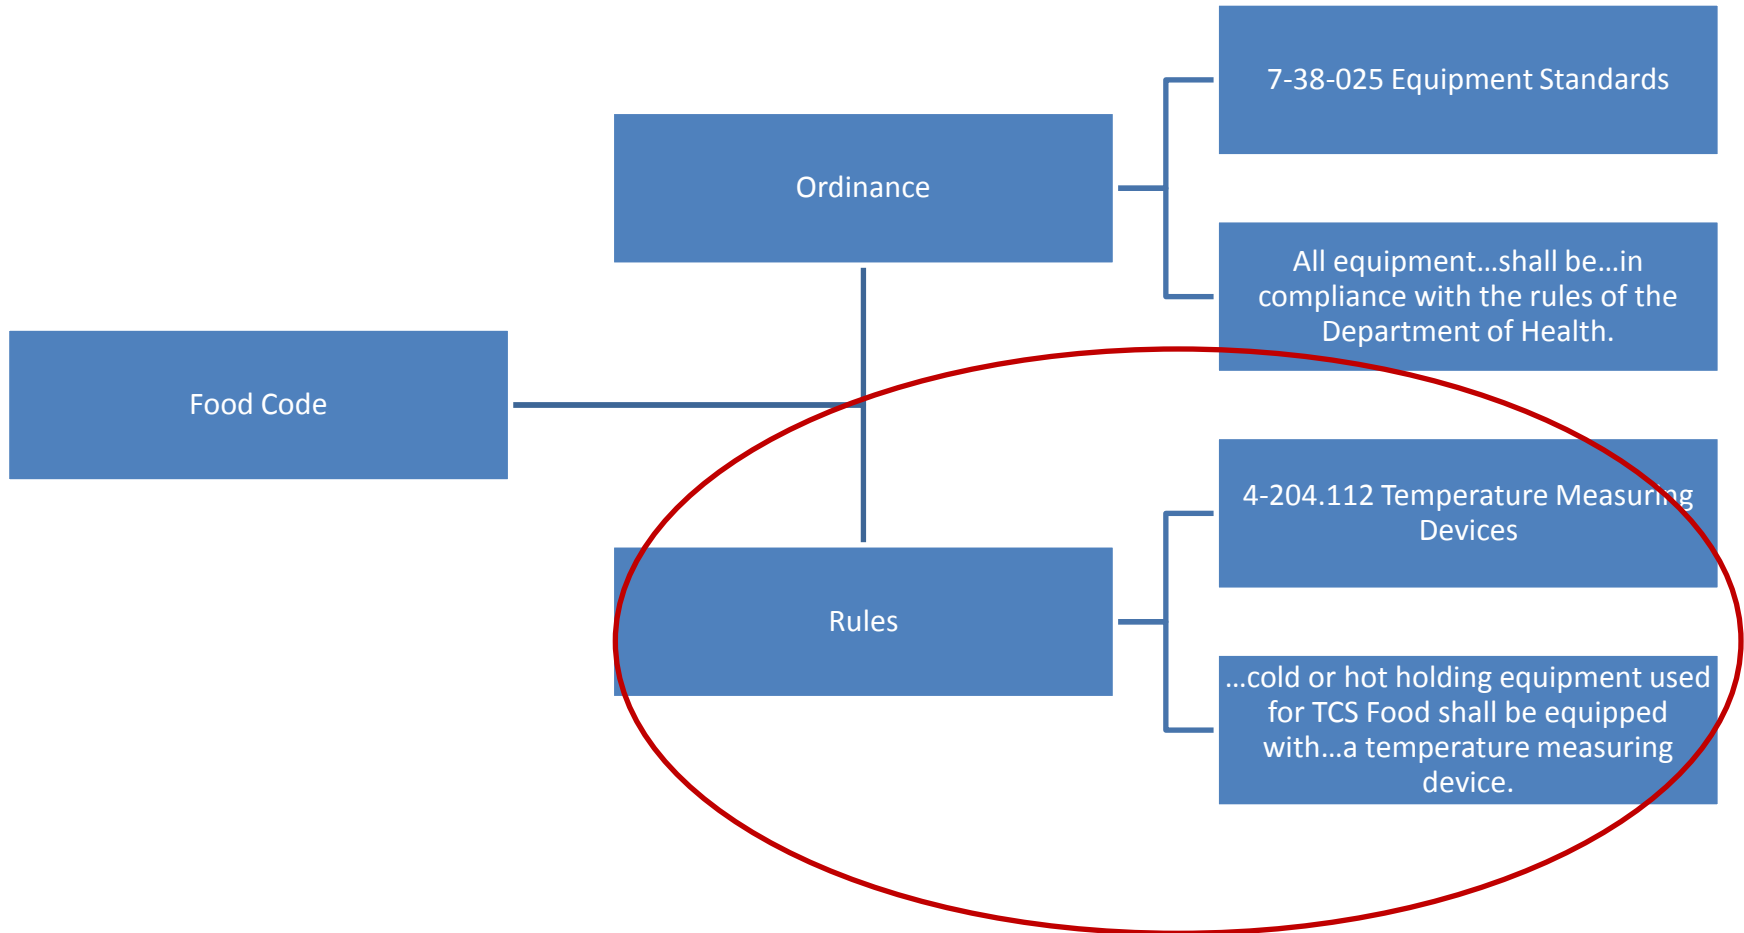 Food Code
Ordinance
7-38-025 Equipment Standards
All equipment…shall be…in
compliance with the rules of the
Department of Health.
Rules
4-204.112 Temperature Measuring
Devices
…cold or hot holding equipment used
for TCS Food shall be equipped
with…a temperature measuring
device.